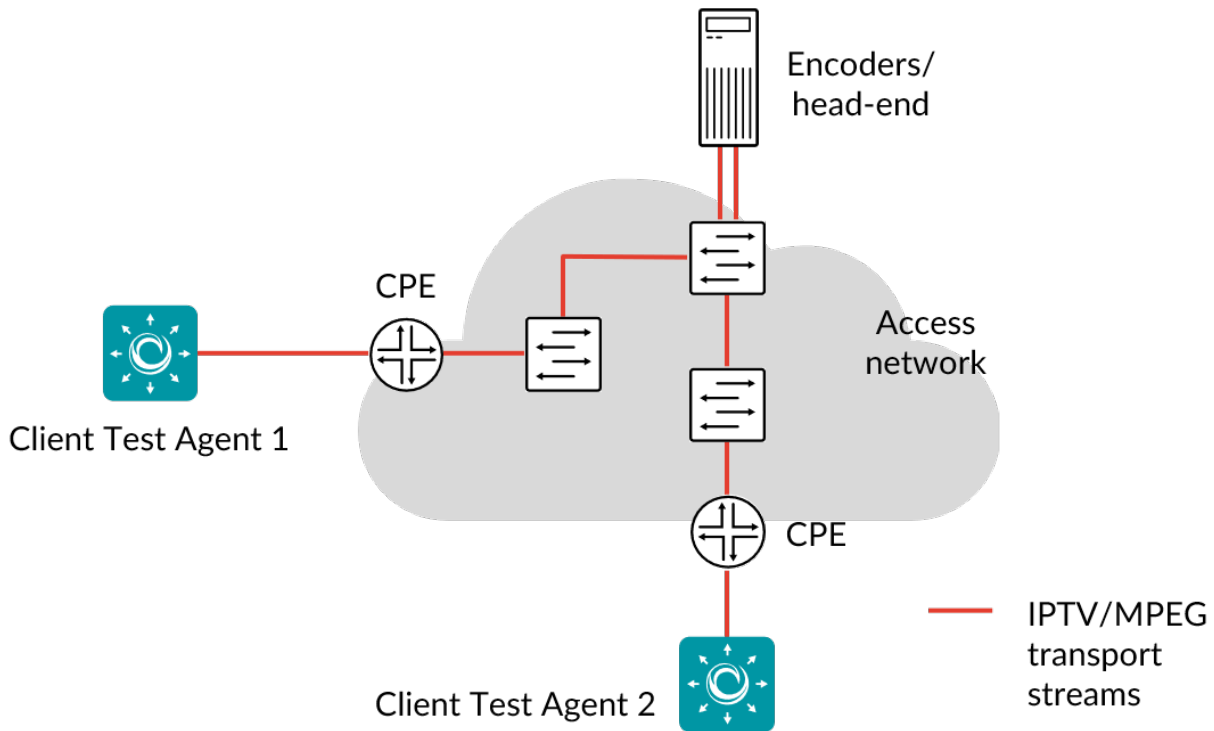 Encoders/
head-end
CPE
Access
network
Client Test Agent 1
CPE
IPTV/MPEG
transport
streams
Client Test Agent 2